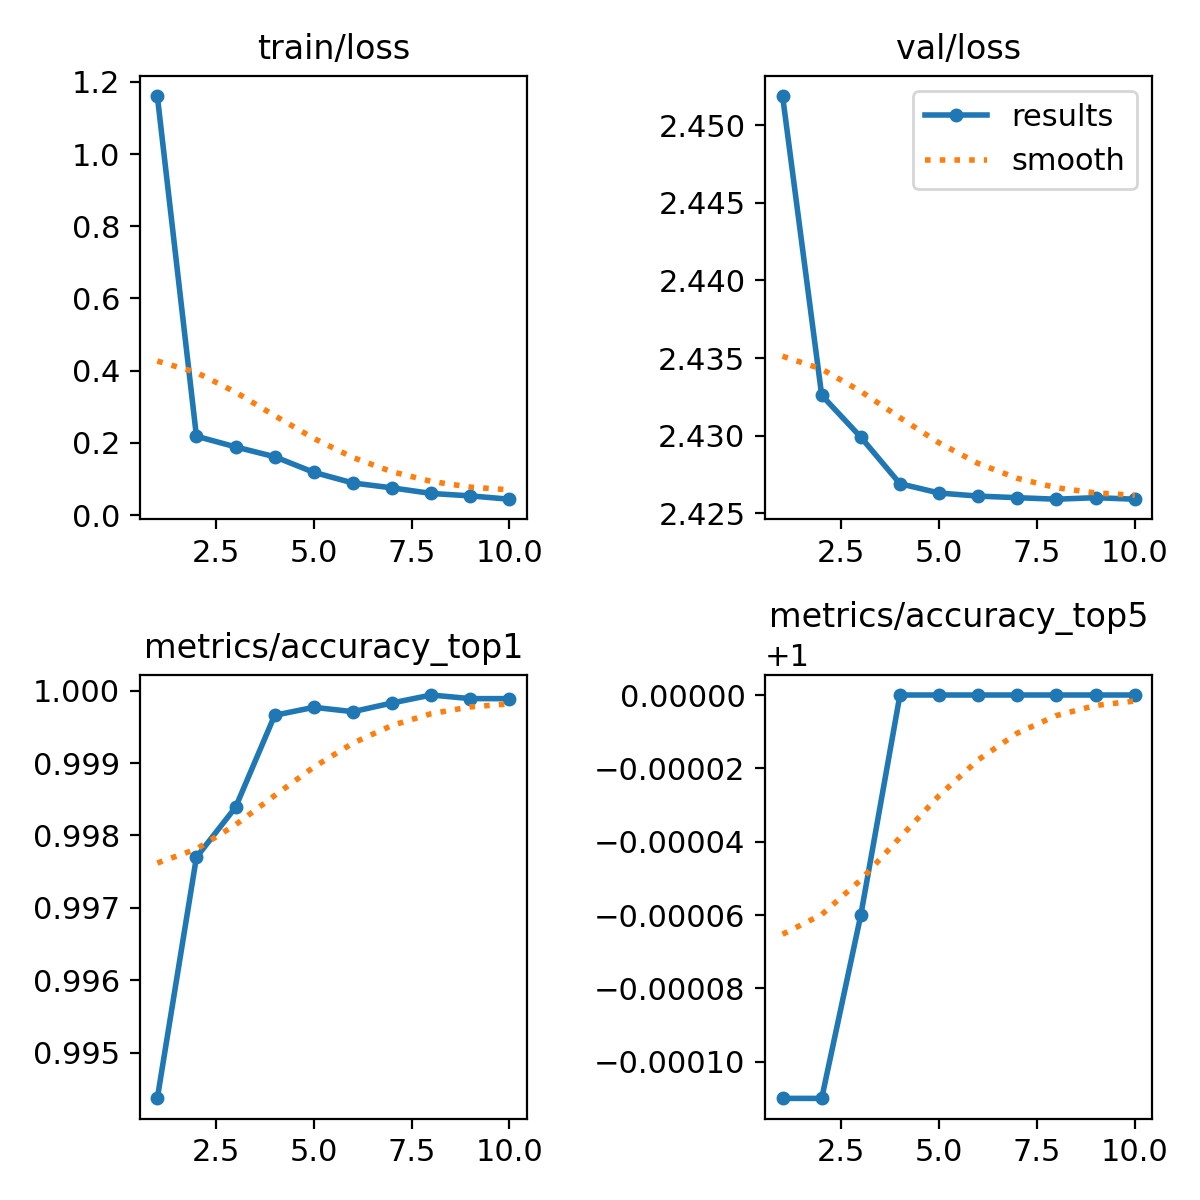 train/loss
1.2
1.0
0.8
0.6
0.4
0.2
0.0
2.5 5.0 7.5 10.0
val/loss
results
smooth
2.450
2.445
2.440
2.435
2.430
2.425
2.5 5.0 7.5 10.0
metrics/accuracy_top1
1.000
0.999
0.998
0.997
0.996
0.995
2.5 5.0 7.5 10.0
metrics/accuracy_top5
+1
0.00000
−0.00002
−0.00004
−0.00006
−0.00008
−0.00010
2.5 5.0 7.5 10.0